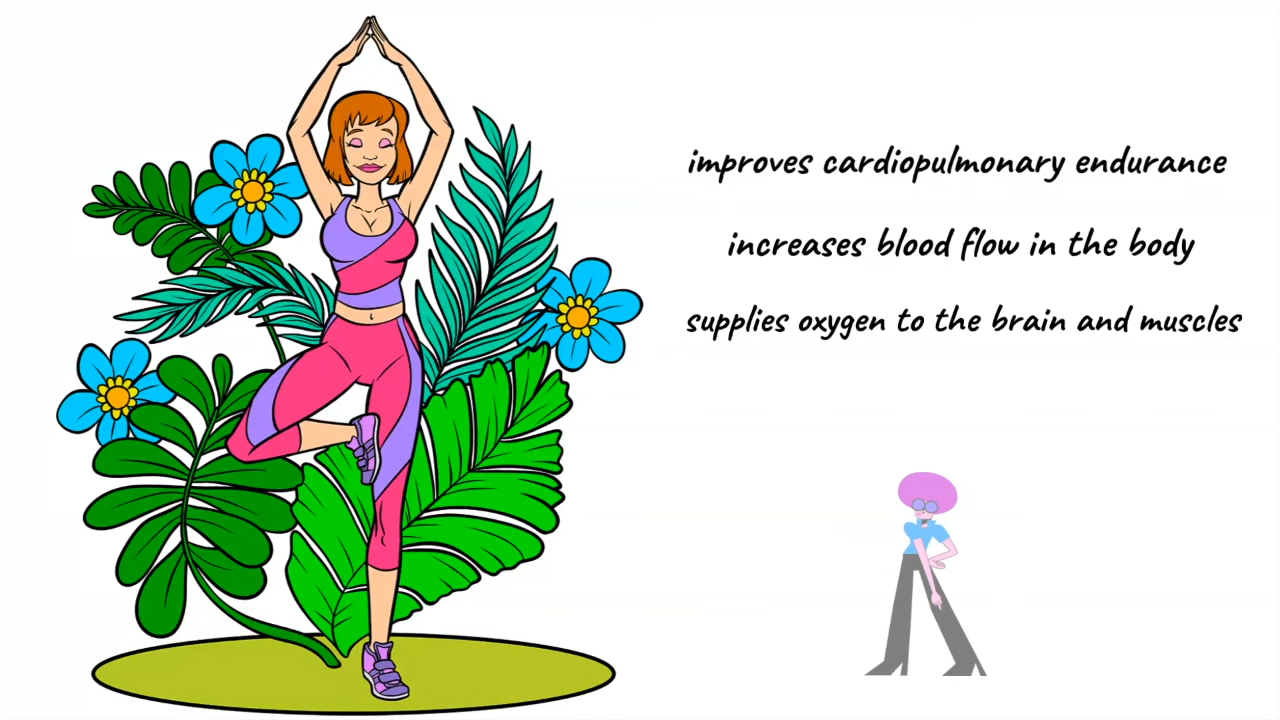 improves cardiopulmonary endurance
increases blood flow in the body
supplies oxygen to the brain and muscles